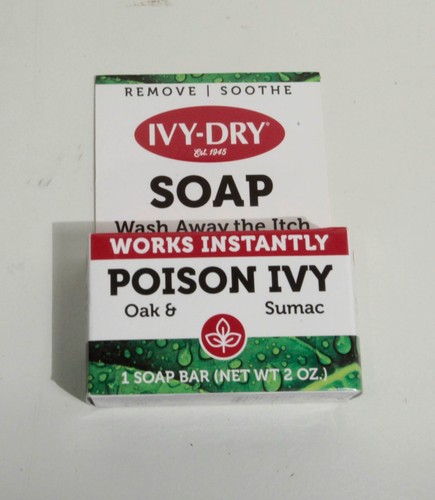 REMOVE | SOOTHE
IVY-DRY®
Est. 1945
SOAP
Wash Away the Itch
WORKS INSTANTLY
POISON IVY
Oak & Sumac
1 SOAP BAR (NET WT 2 OZ.)